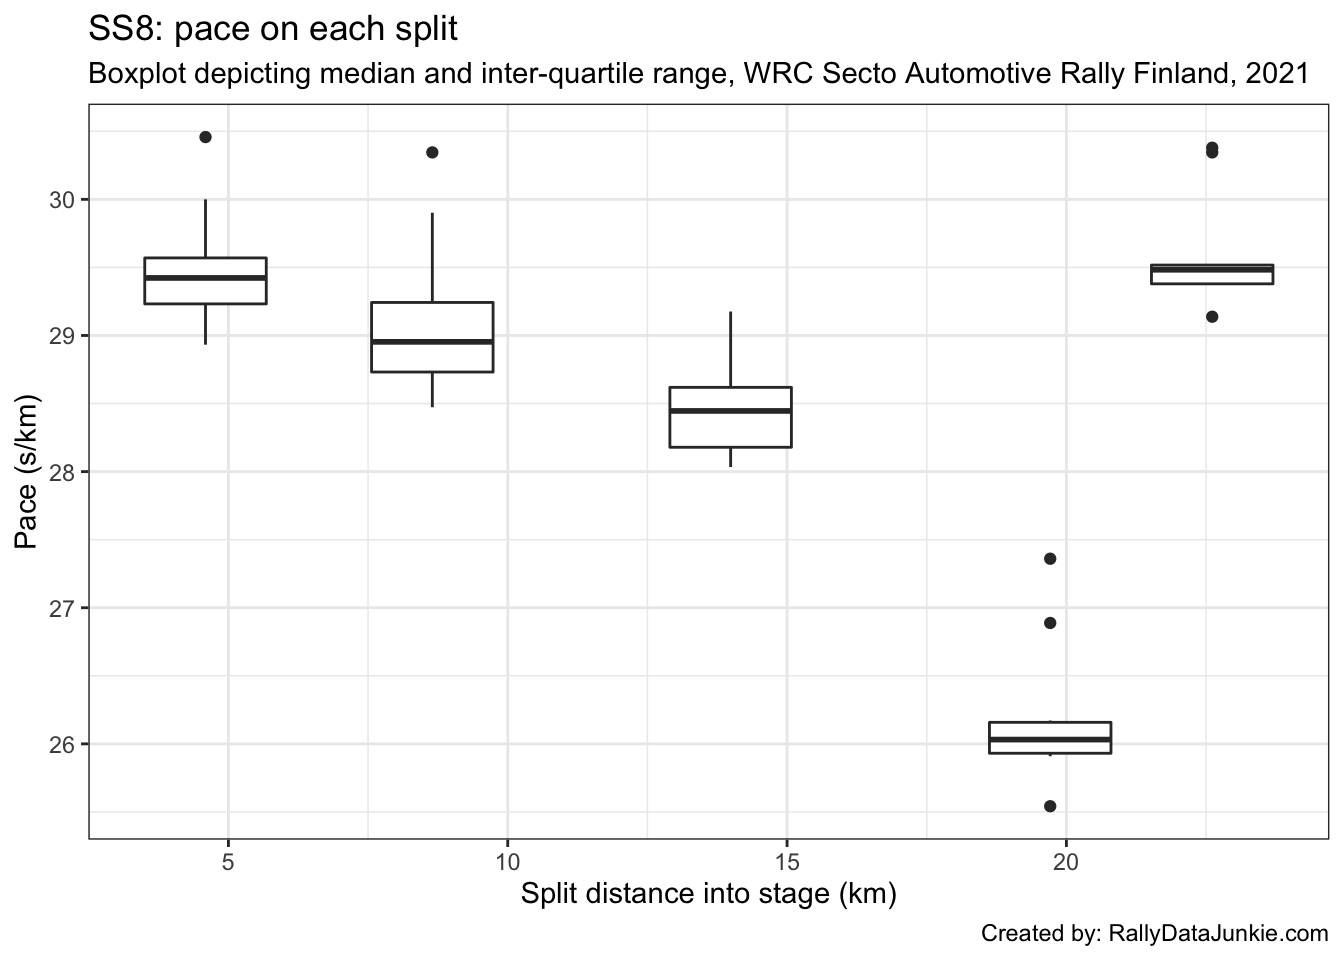 SS8: pace on each split
Boxplot depicting median and inter-quartile range, WRC Secto Automotive Rally Finland, 2021
30
29
28
27
26
Pace (s/km)
5 10 15 20
Split distance into stage (km)
Created by: RallyDataJunkie.com